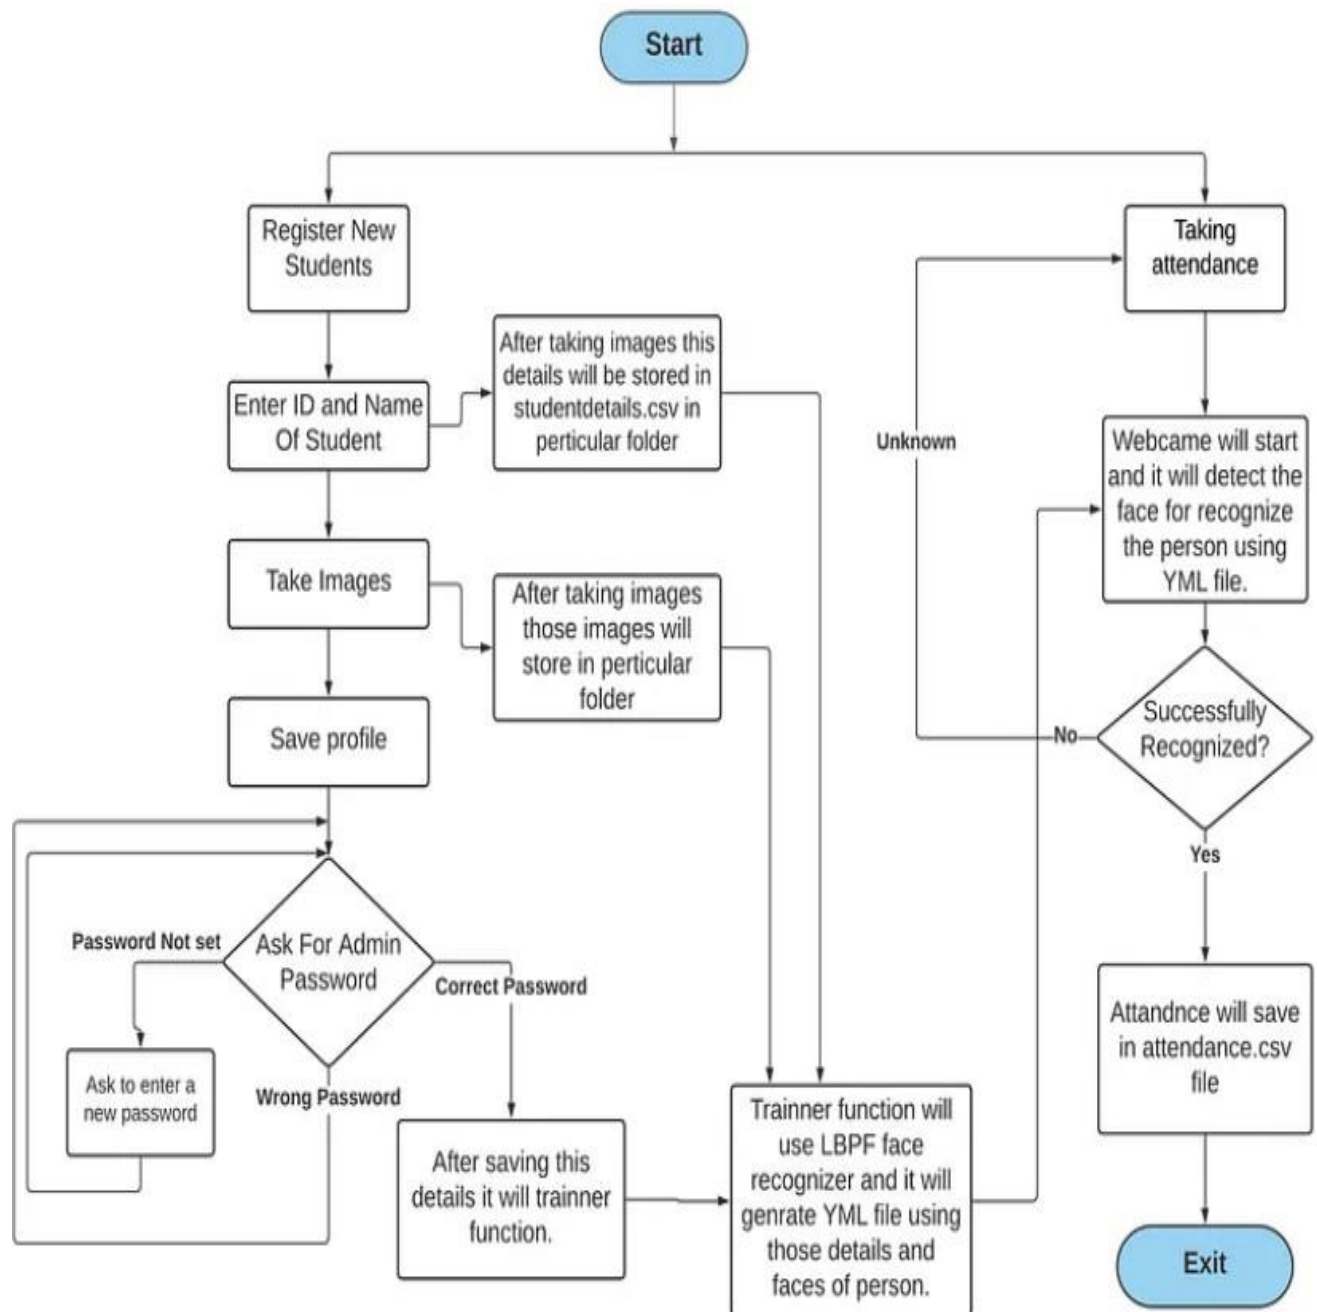 Start
Register New
Students
Taking
attendance
After taking images this
details will be stored in
studentdetails.csv in
perticular folder
Enter ID and Name
Of Student
Unknown
Webcame will start
and it will detect the
face for recognize
the person using
YML file.
Take Images
After taking images
those images will
store in perticular
folder
Save profile
Successfully
Recognized?
No
Yes
Password Not set
Ask For Admin
Password
Correct Password
Attandnce will save
in attendance.csv
file
Ask to enter a
new password
Wrong Password
After saving this
details it will trainner
function.
Trainner function will
use LBPF face
recognizer and it will
genrate YML file using
those details and
faces of person.
Exit